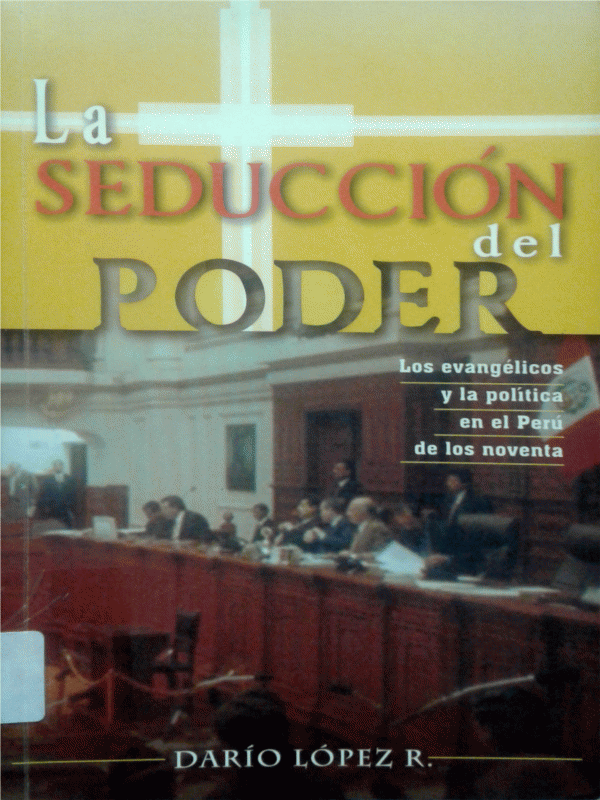 La
SEDUCCIÓN
del
PODER
Los evangélicos
y la política
en el Perú
de los noventa
DARÍO LÓPEZ R.